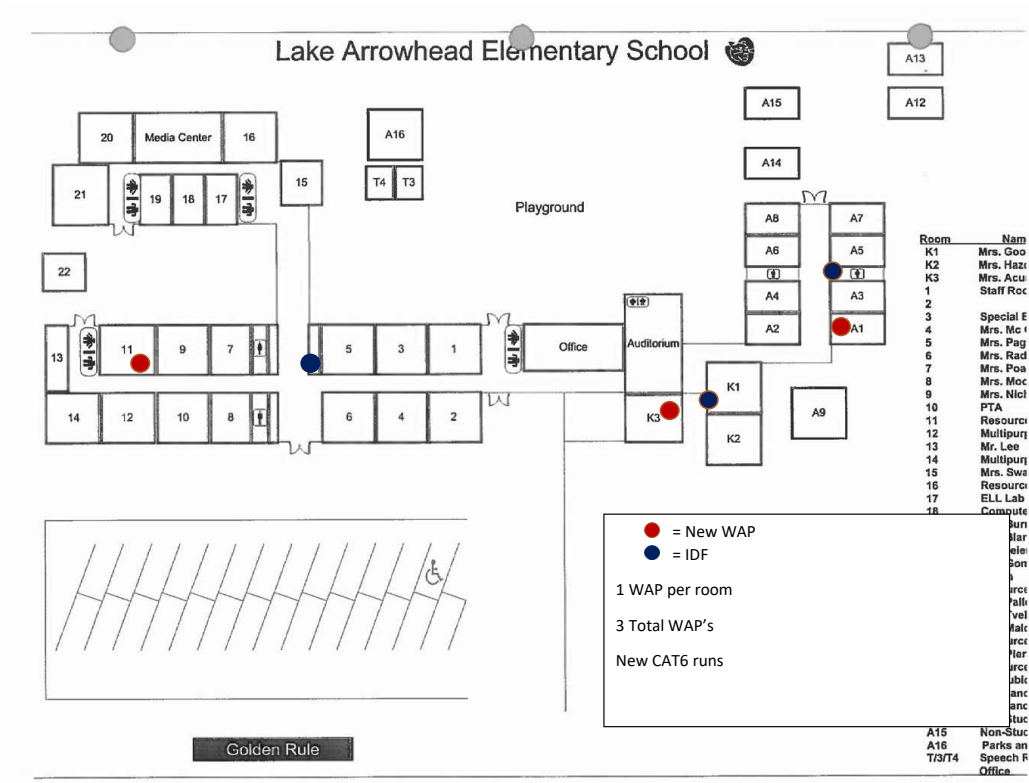 Lake Arrowhead Elementary School
A13
A15
A12
20
Media Center
16
A16
A14
21
19
18
17
15
T4
T3
Playground
A8
A7
A6
A5
22
A4
A3
A2
A1
13
11
9
7
5
3
1
Office
Auditorium
K1
14
12
10
8
6
4
2
K3
K2
A9
Room Nam
K1 Mrs. Goo
K2 Mrs. Haz
K3 Mrs. Acu
1 Staff Roo
2
3 Special E
4 Mrs. Mc
5 Mrs. Pag
6 Mrs. Rad
7 Mrs. Poa
8 Mrs. Moo
9 Mrs. Nich
10 PTA
11 Resource
12 Multipurp
13 Mr. Lee
14 Multipurp
15 Mrs. Swa
16 Resource
17 ELL Lab
18 Compute
A15 Non-Stud
A16 Parks an
T/3/T4 Speech R
Office
= New WAP
= IDF
1 WAP per room
3 Total WAP's
New CAT6 runs
Golden Rule